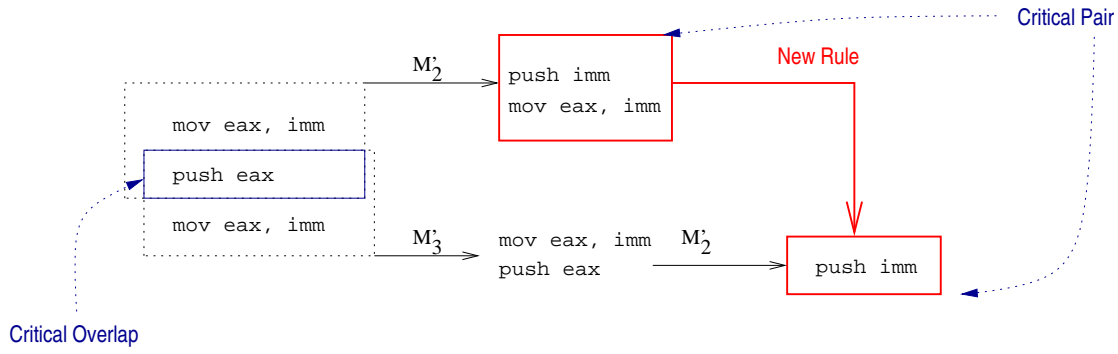 Critical Pair
New Rule
M'2
push imm
mov eax, imm
mov eax, imm
push eax
mov eax, imm
M'3
mov eax, imm
push eax
M'2
push imm
Critical Overlap